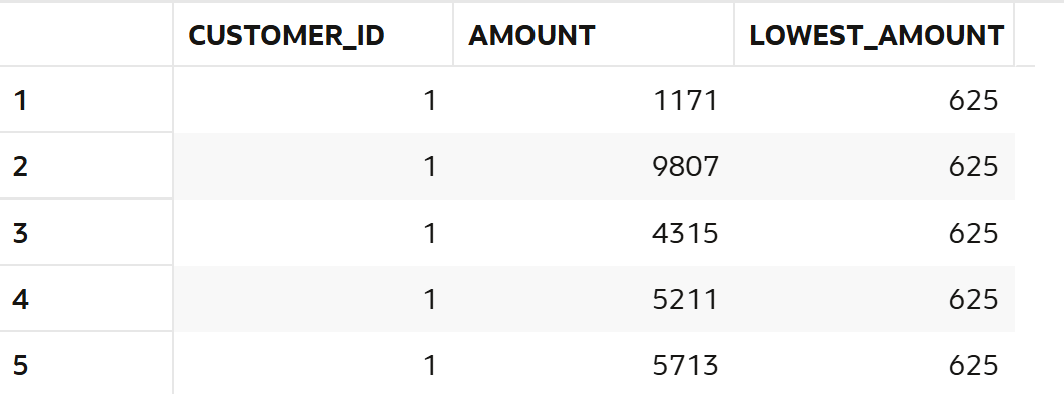 CUSTOMER_ID AMOUNT LOWEST_AMOUNT
1 1 1171 625
2 1 9807 625
3 1 4315 625
4 1 5211 625
5 1 5713 625